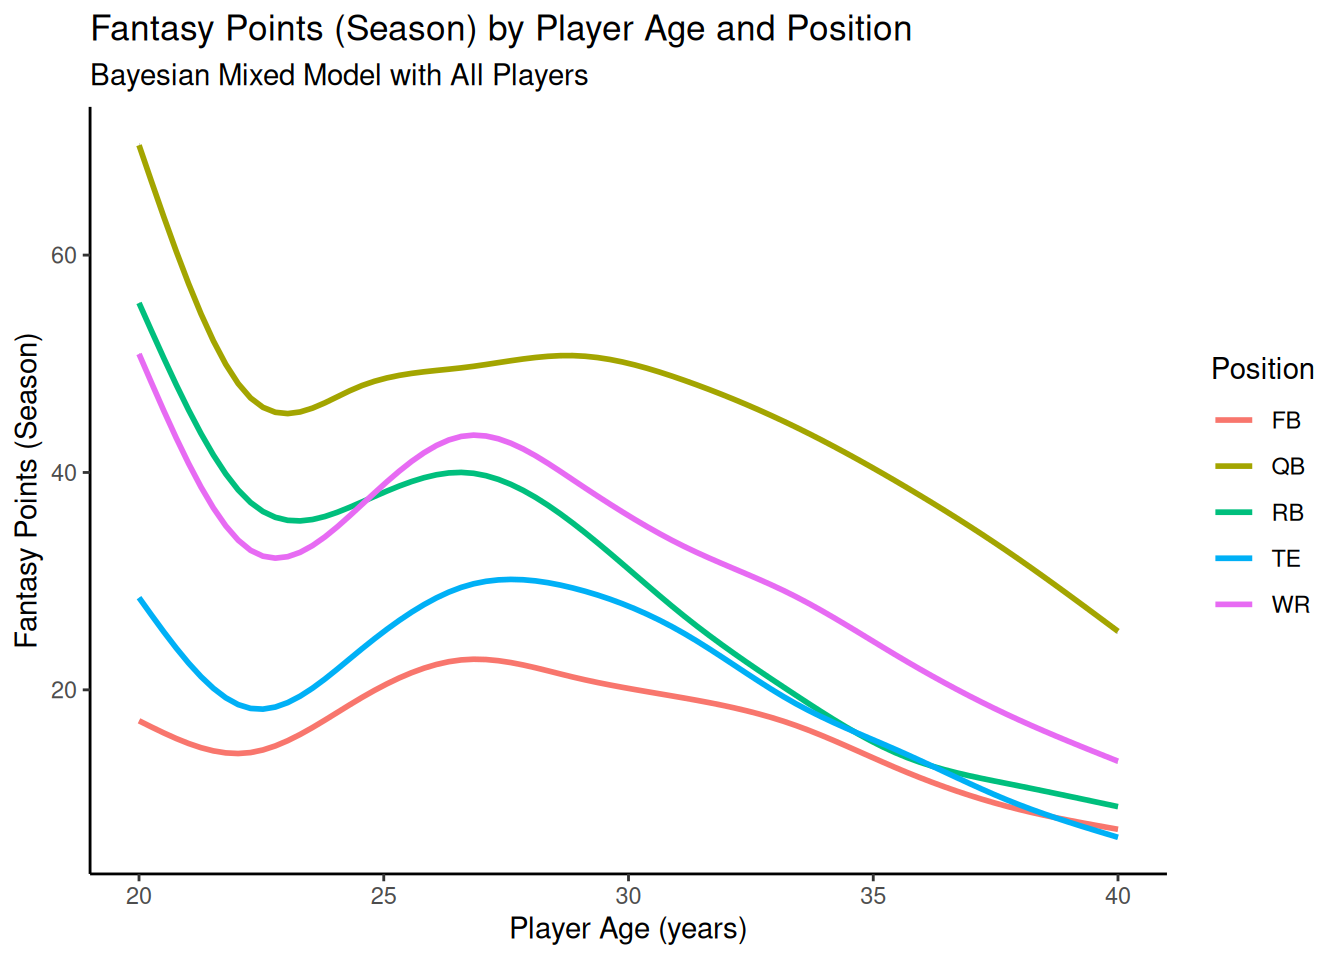 Fantasy Points (Season) by Player Age and Position
Bayesian Mixed Model with All Players
Fantasy Points (Season)
60
40
20
20
25
30
35
40
Player Age (years)
Position
FB
QB
RB
TE
WR